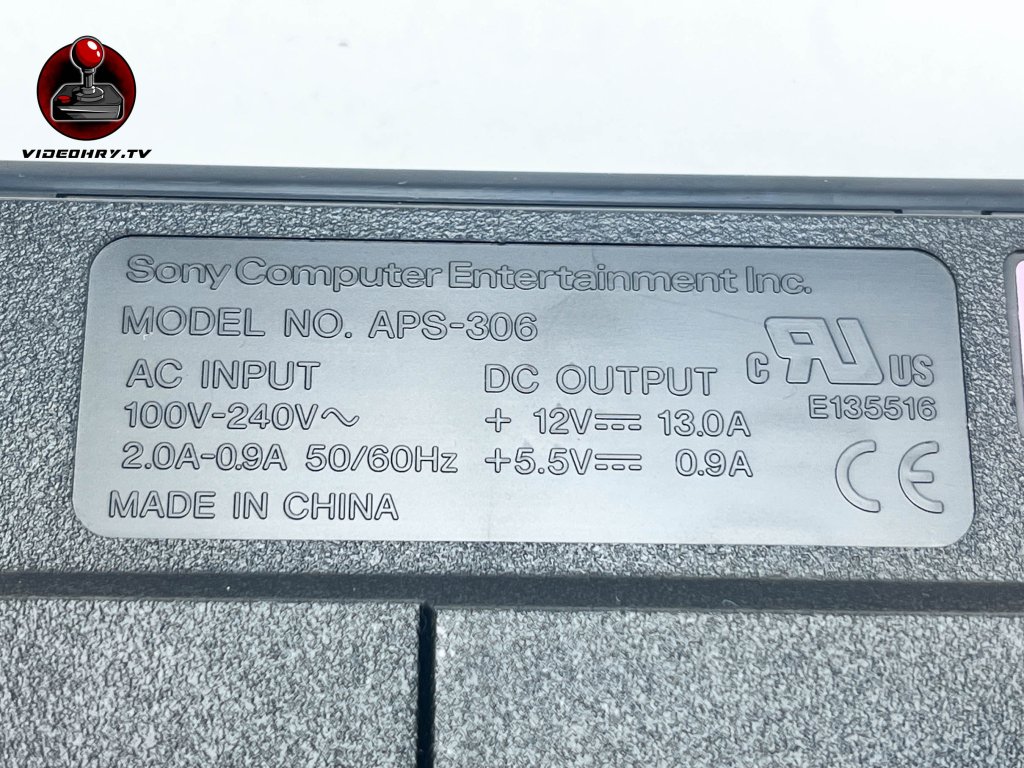 VIDEOHRY.TV
Sony Computer Entertainment Inc.
MODEL NO. APS-306
AC INPUT
100V-240V∼
2.0A-0.9A 50/60Hz
MADE IN CHINA
DC OUTPUT
+ 12V⎓ 13.0A
+5.5V⎓ 0.9A
c RU US
E135516
CE